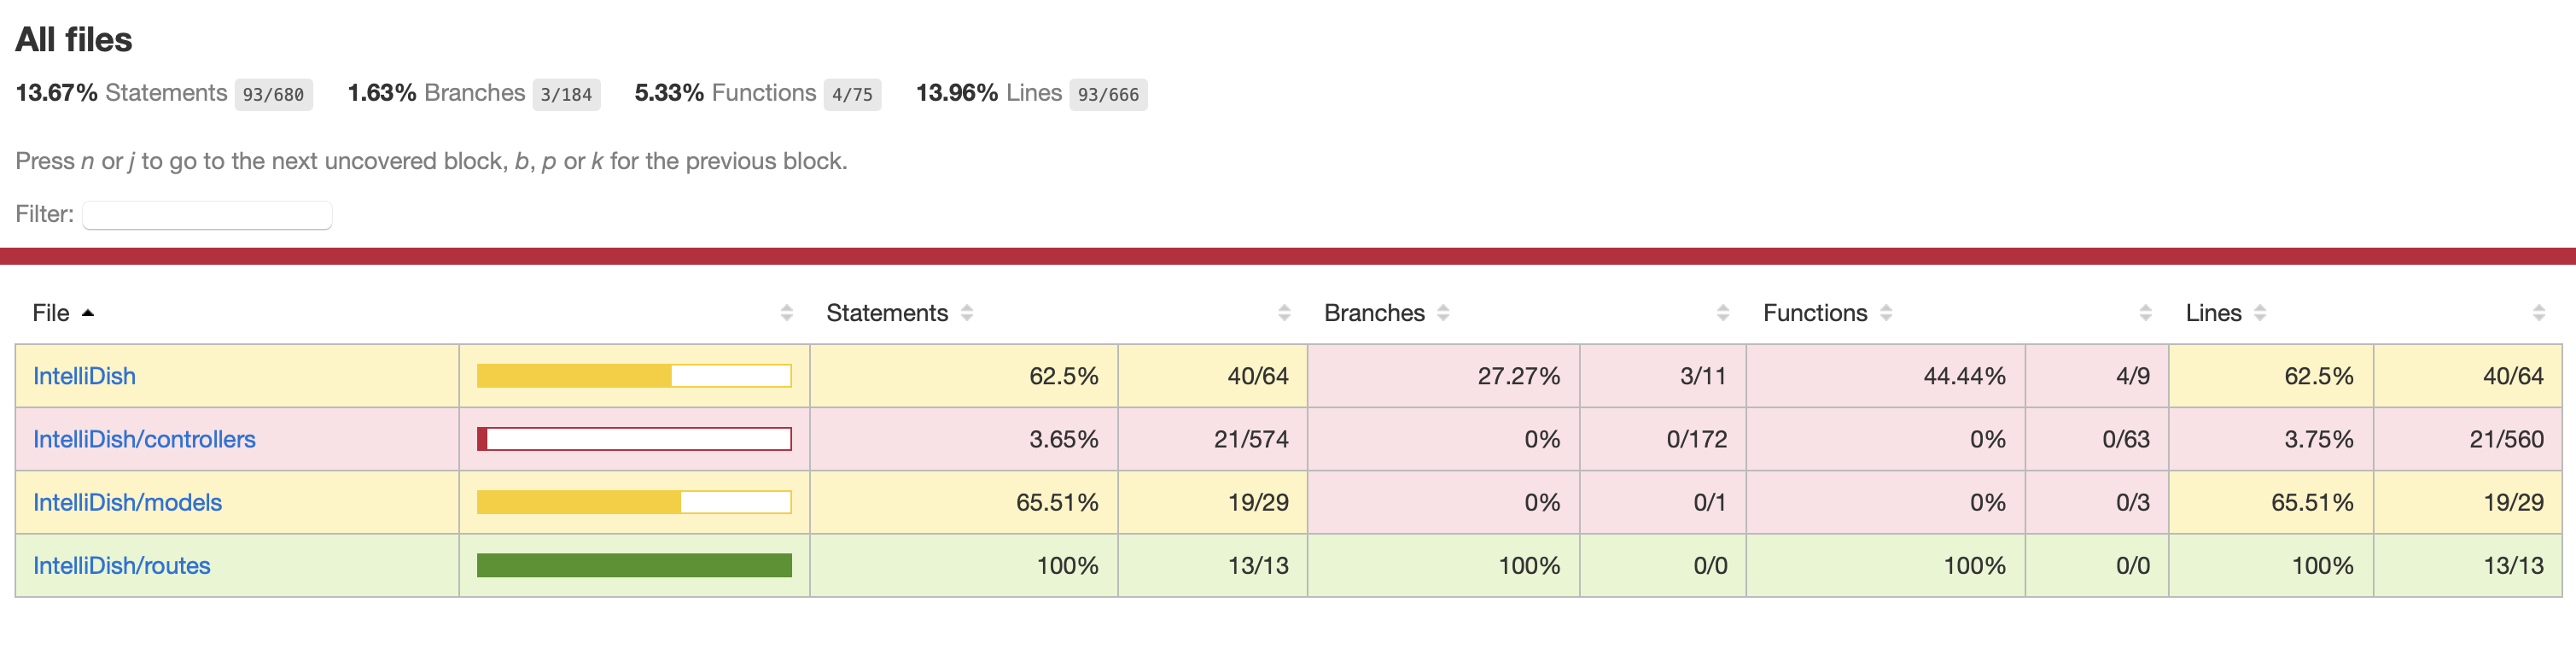 All files
13.67% Statements 93/680 1.63% Branches 3/184 5.33% Functions 4/75 13.96% Lines 93/666
Press n or j to go to the next uncovered block, b, p or k for the previous block.
Filter:
File Statements Branches Functions Lines
IntelliDish 62.5% 40/64 27.27% 3/11 44.44% 4/9 62.5% 40/64
IntelliDish/controllers 3.65% 21/574 0% 0/172 0% 0/63 3.75% 21/560
IntelliDish/models 65.51% 19/29 0% 0/1 0% 0/3 65.51% 19/29
IntelliDish/routes 100% 13/13 100% 0/0 100% 0/0 100% 13/13